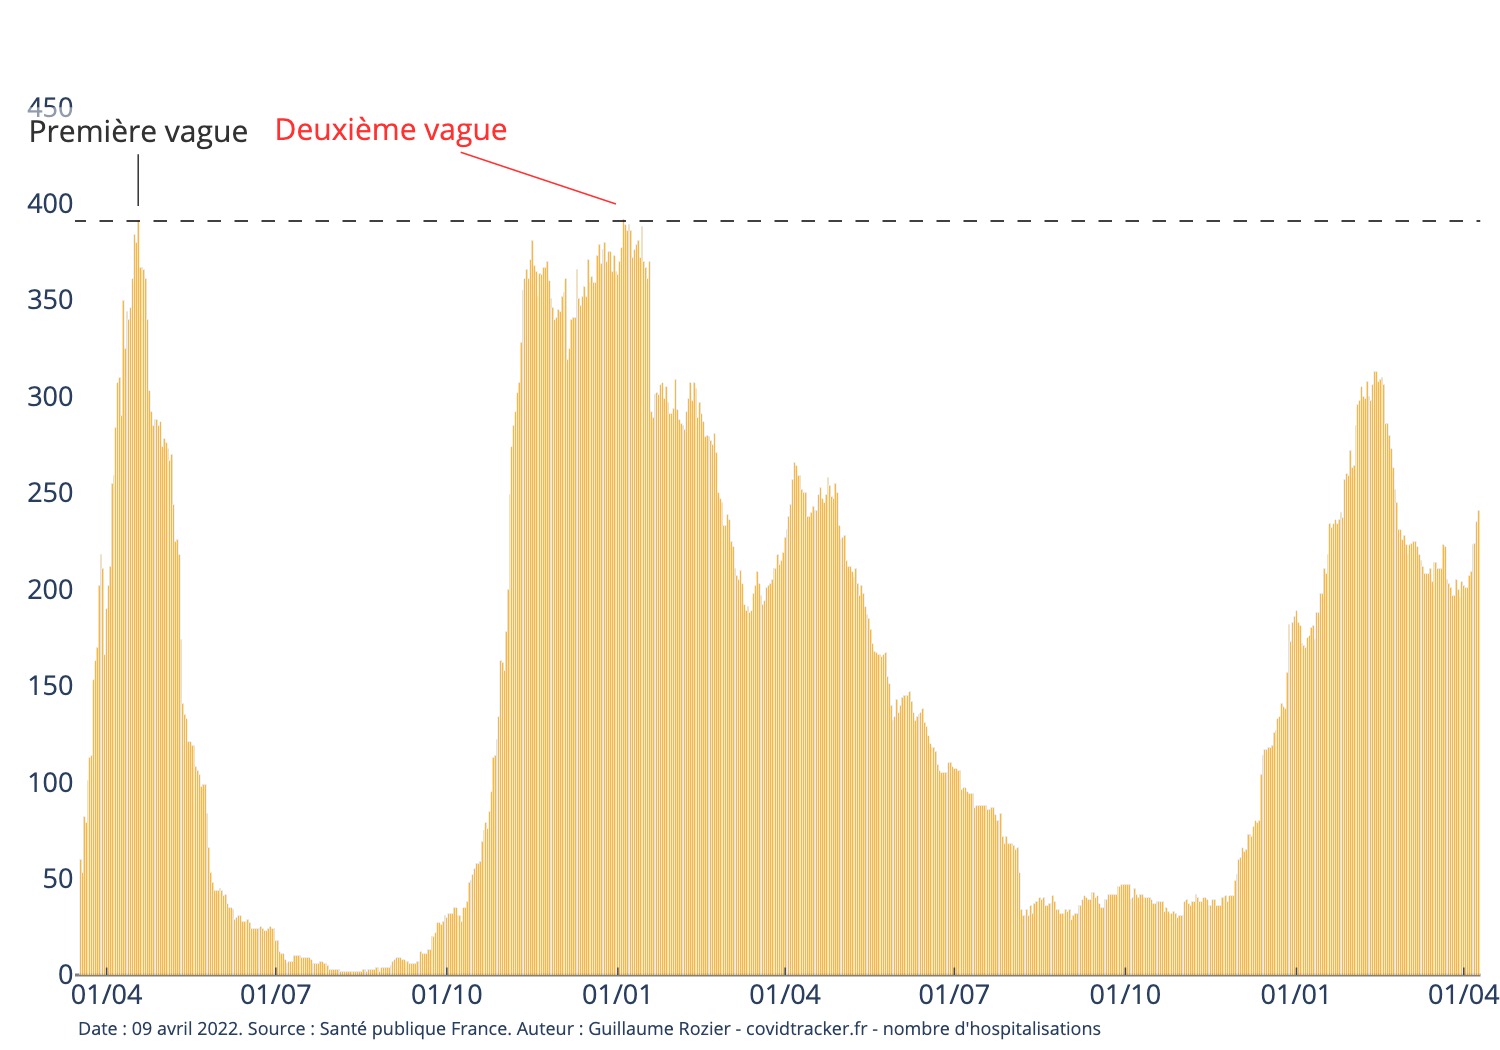 450
Première vague
Deuxième vague
400
350
300
250
200
150
100
50
0
01/04 01/07 01/10 01/01 01/04 01/07 01/10 01/01 01/04
Date : 09 avril 2022. Source : Santé publique France. Auteur : Guillaume Rozier - covidtracker.fr - nombre d'hospitalisations